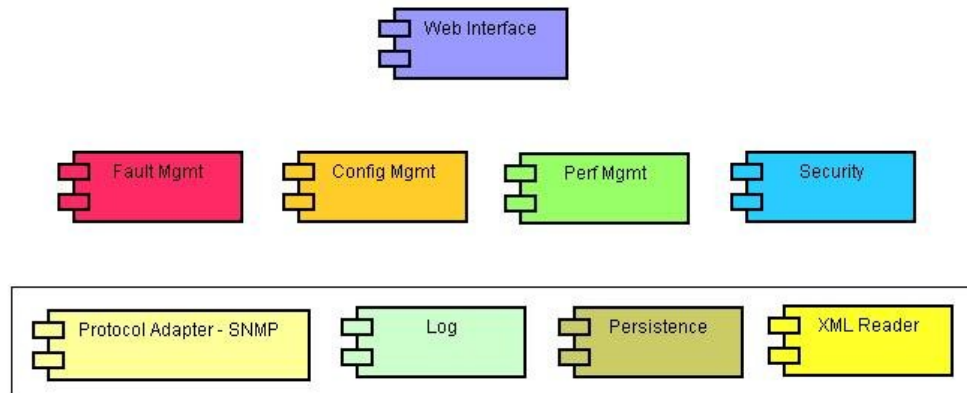 Web Interface
Fault Mgmt
Config Mgmt
Perf Mgmt
Security
Protocol Adapter - SNMP
Log
Persistence
XML Reader